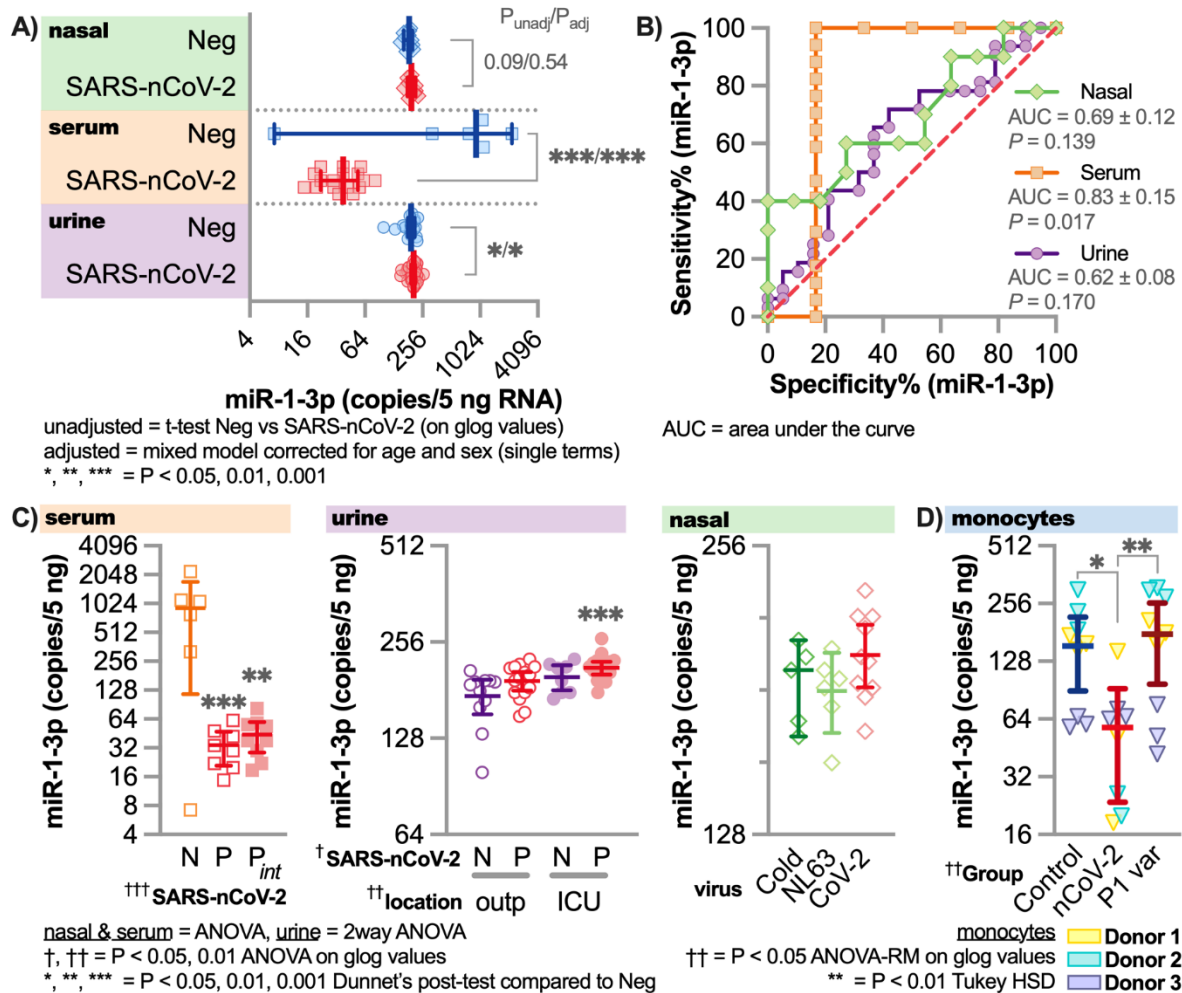 A)
nasal
Neg
SARS-nCoV-2
serum
Neg
SARS-nCoV-2
urine
Neg
SARS-nCoV-2
Punadj/Padj
0.09/0.54
***/***
*/*
4 16 64 256 1024 4096
miR-1-3p (copies/5 ng RNA)
unadjusted = t-test Neg vs SARS-nCoV-2 (on glog values)
adjusted = mixed model corrected for age and sex (single terms)
*, **, *** = P < 0.05, 0.01, 0.001
B)
Sensitivity% (miR-1-3p)
100
80
60
40
20
0
0 20 40 60 80 100
Specificity% (miR-1-3p)
Nasal
AUC = 0.69 ± 0.12
P = 0.139
Serum
AUC = 0.83 ± 0.15
P = 0.017
Urine
AUC = 0.62 ± 0.08
P = 0.170
AUC = area under the curve
C)
serum
miR-1-3p (copies/5 ng)
4096
2048
1024
512
256
128
64
32
16
8
4
***
**
N P Pint
†††SARS-nCoV-2
urine
miR-1-3p (copies/5 ng)
512
256
128
64
***
†SARS-nCoV-2 N P N P
††location outp ICU
nasal
miR-1-3p (copies/5 ng)
256
128
virus Cold NL63 CoV-2
nasal & serum = ANOVA, urine = 2way ANOVA
†, †† = P < 0.05, 0.01 ANOVA on glog values
*, **, *** = P < 0.05, 0.01, 0.001 Dunnet's post-test compared to Neg
D)
monocytes
miR-1-3p (copies/5 ng)
512
256
128
64
32
16
*
**
††Group Control nCoV-2 P1 var
monocytes
†† = P < 0.05 ANOVA-RM on glog values
** = P < 0.01 Tukey HSD
Donor 1
Donor 2
Donor 3